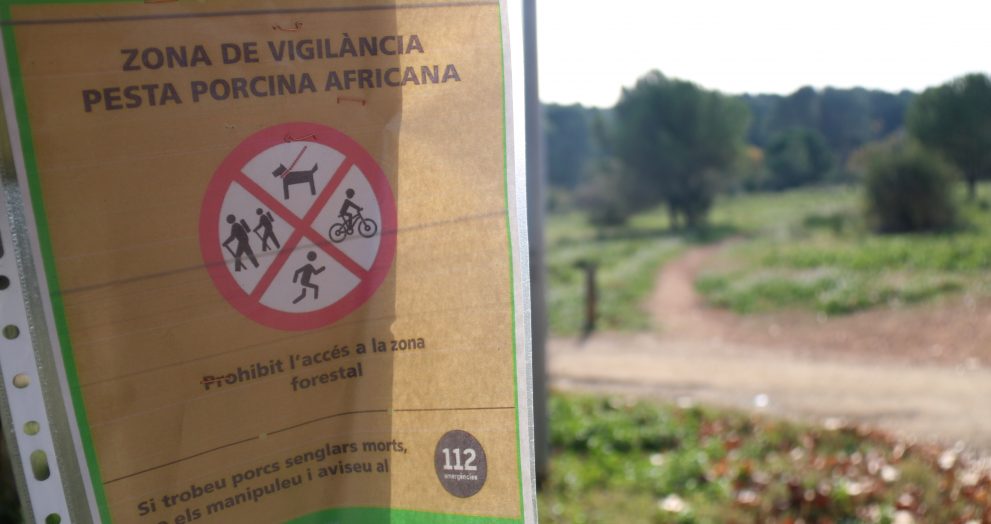 ZONA DE VIGILÀNCIA
PESTA PORCINA AFRICANA
Prohibit l'accés a la zona
forestal
Si trobeu porcs senglars morts,
els manipuleu i aviseu al
112
emergències